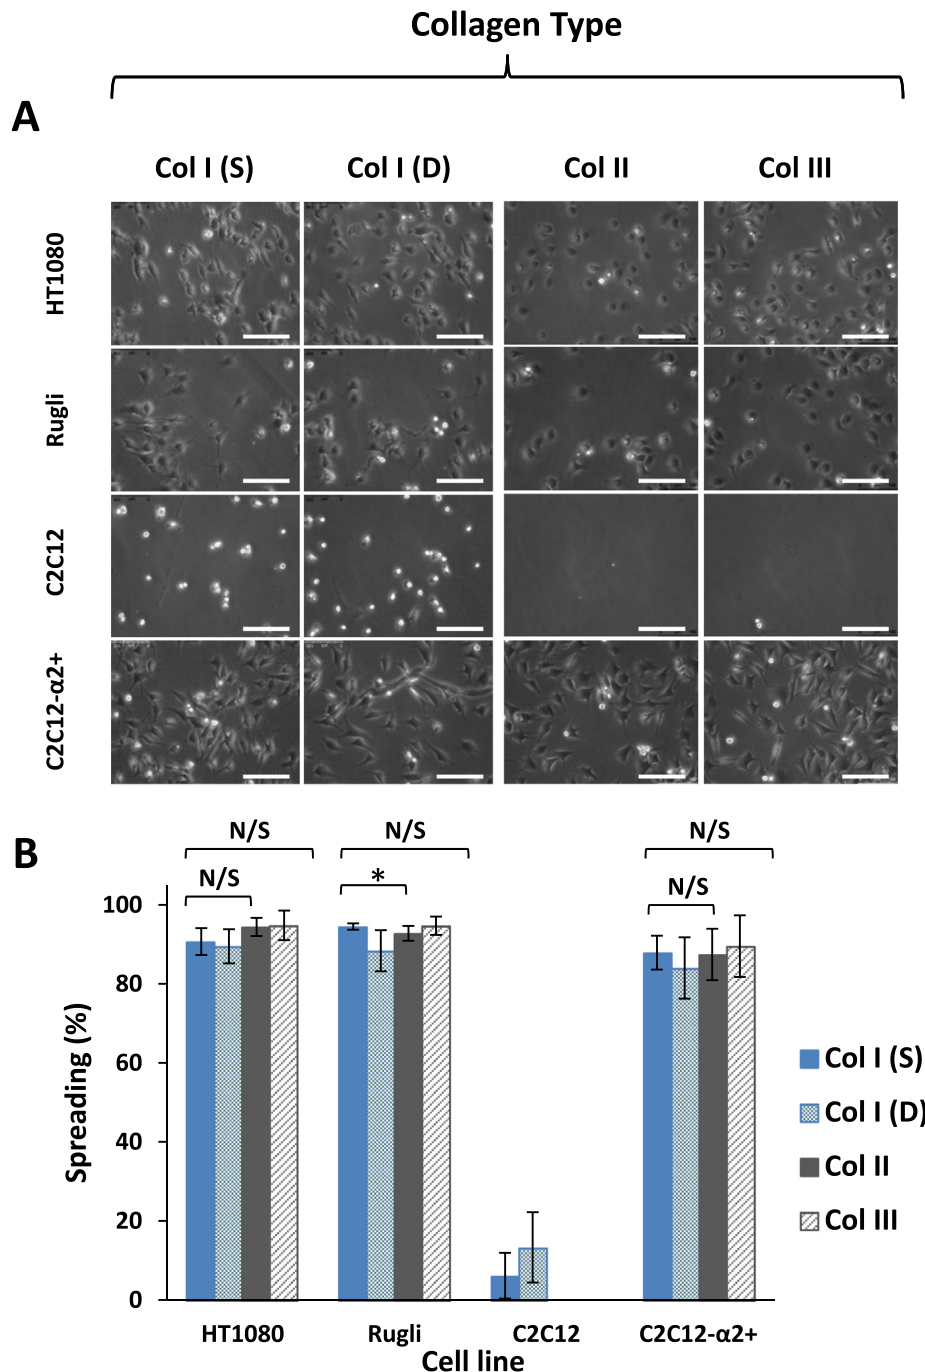 Collagen Type
A
Col I (S) Col I (D) Col II Col III
HT1080
Rugli
C2C12
C2C12-α2+
B
N/S N/S N/S
N/S * N/S
100
80
60
40
20
0
Spreading (%)
Col I (S)
Col I (D)
Col II
Col III
HT1080 Rugli C2C12 C2C12-α2+
Cell line